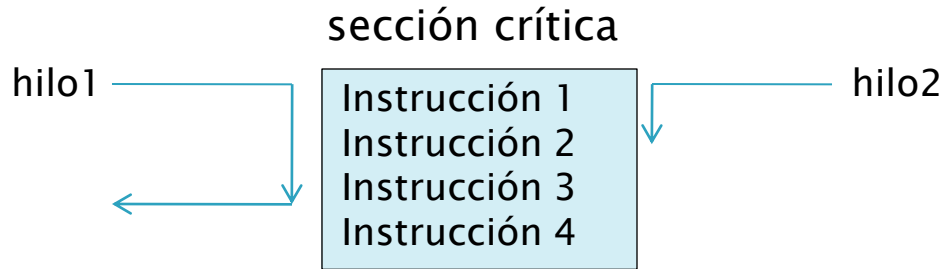 sección crítica
hilo1
hilo2
Instrucción 1
Instrucción 2
Instrucción 3
Instrucción 4